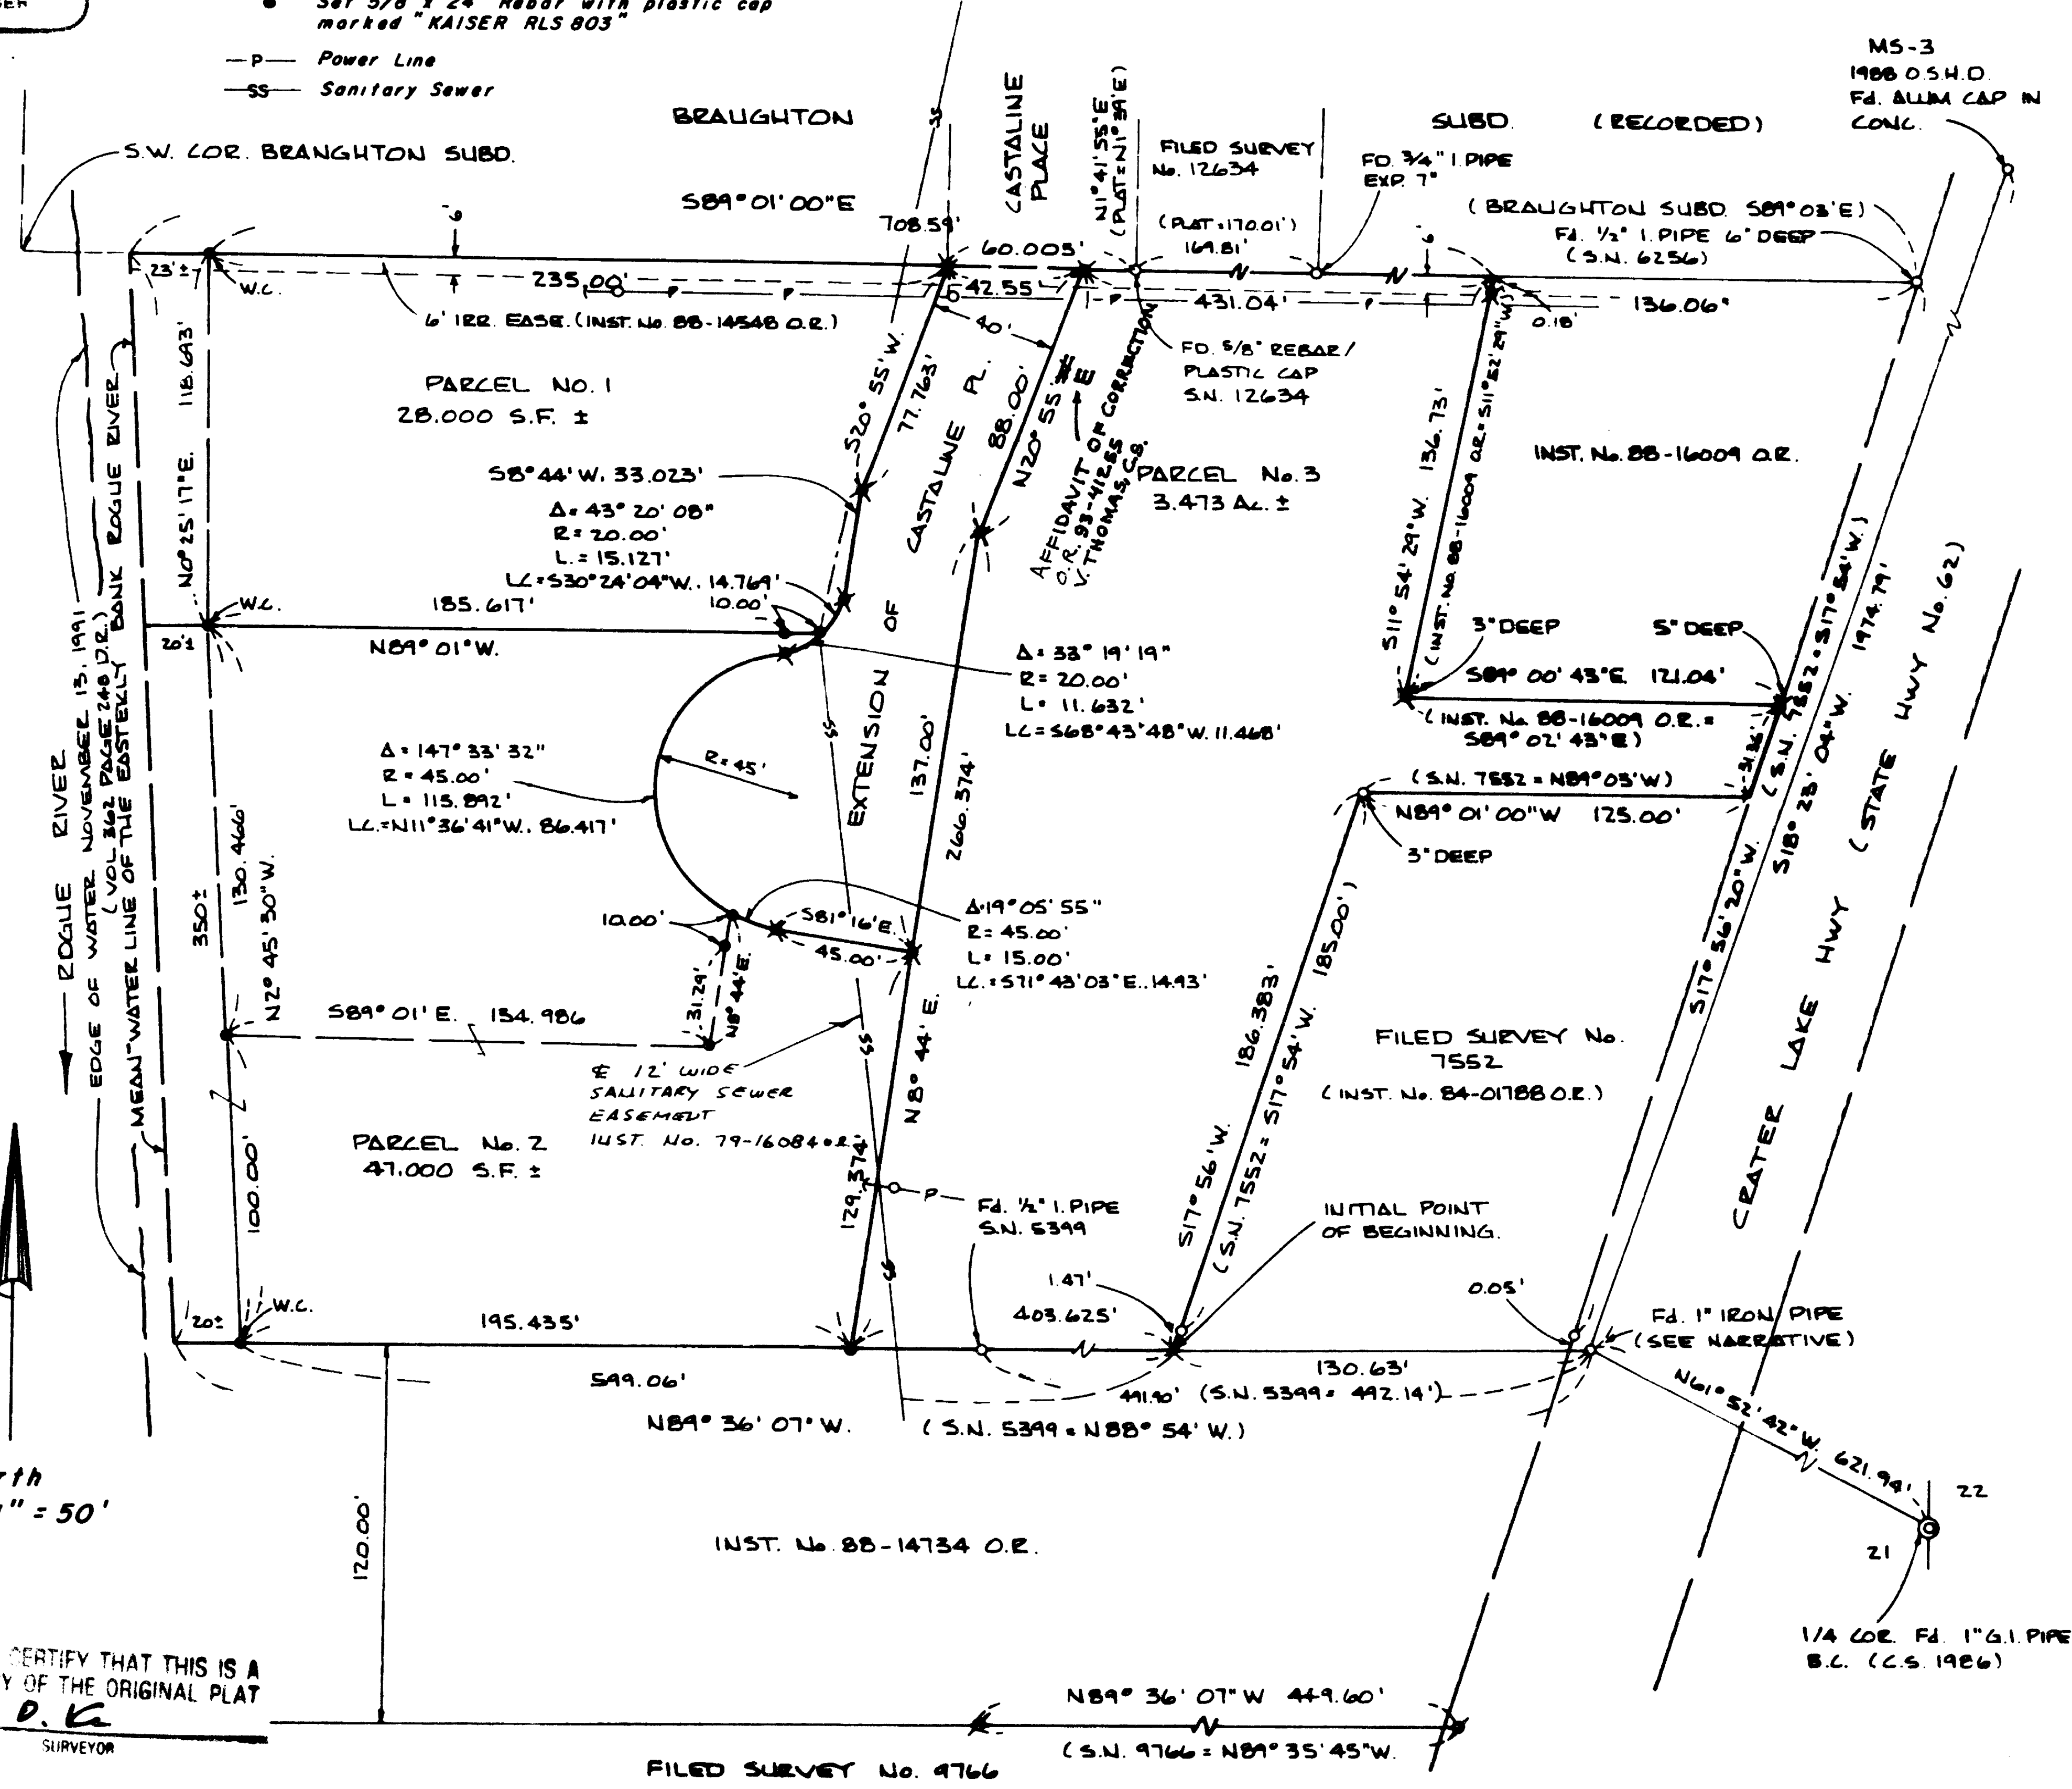 Set 5/8" x 24" Rebar with plastic cap
marked "KAISER RLS 803"
—P— Power Line
—SS— Sanitary Sewer
S.W. COR. BRANGHTON SUBD.
BRAUGHTON
CASTALINE
PLACE
N1° 41' 55" E
(PLAT = N1° 39' E)
FILED SURVEY
No. 12634
SUBD.
(RECORDED)
FD. 3/4" I. PIPE
EXP. 7"
MS-3
1988 O.S.H.D.
Fd. ALUM CAP IN
CONC.
(BRAUGHTON SUBD. S89° 03' E)
Fd. 1/2" I. PIPE 6" DEEP
(S.N. 6256)
S89° 01' 00" E
708.59'
60.005'
(PLAT = 170.01')
169.81'
6'
6'
23' ±
W.C.
235.00'
42.55'
431.04'
136.06'
0.18'
P
P
P
P
SS
6' IRR. EASE. (INST. No. 88-14548 O.R.)
40'
FD. 5/8" REBAR/
PLASTIC CAP
S.N. 12634
PARCEL NO. 1
28.000 S.F. ±
N0° 25' 17" E. 118.693'
S20° 55' W.
77.763'
CASTALINE PL.
88.00'
N20° 55' E
AFFIDAVIT OF CORRECTION
O.R. 93-41255
V. THOMAS, C.S.
PARCEL No. 3
3.473 AC. ±
S11° 54' 29" W. 136.73'
(INST. No. 88-16009 O.R. = S11° 52' 29" W)
INST. No. 88-16009 O.R.
S8° 44' W. 33.023'
Δ = 43° 20' 08"
R = 20.00'
L. = 15.127'
LC = S30° 24' 04" W. 14.769'
W.C.
185.617'
10.00'
20' ±
N89° 01' W.
Δ = 33° 19' 19"
R = 20.00'
L = 11.632'
LC = S68° 43' 48" W. 11.468'
3" DEEP
5" DEEP
S89° 00' 43" E. 121.04'
(INST. No. 88-16009 O.R. =
S89° 02' 43" E)
31.36'
(S.N. 7552 = S17° 54' W.)
S18° 23' 04" W. 1974.79'
(S.N. 7552 = N89° 03' W)
N89° 01' 00" W 125.00'
3" DEEP
Δ = 147° 33' 32"
R = 45.00'
L = 115.892'
LC. = N11° 36' 41" W. 86.417'
R = 45'
EXTENSION OF
SS
137.00'
266.374'
ROGUE RIVER
EDGE OF WATER NOVEMBER 13, 1991
(VOL 362 PAGE 248 D.R.)
MEAN-WATER LINE OF THE EASTERLY BANK ROGUE RIVER
350 ±
130.466'
N2° 45' 30" W.
10.00'
S81° 16' E.
45.00'
Δ = 19° 05' 55"
R = 45.00'
L = 15.00'
LC. = S71° 43' 03" E. 14.93'
31.29'
N8° 44' E.
S89° 01' E. 134.986
℄ 12' WIDE
SANITARY SEWER
EASEMENT
INST. No. 79-16084 O.R.
SS
N8° 44' E.
186.383'
185.00')
S17° 56' W.
(S.N. 7552 = S17° 54' W.
S17° 56' 20" W.
FILED SURVEY No.
7552
(INST. No. 84-01788 O.R.)
CRATER LAKE HWY (STATE HWY No. 62)
PARCEL No. 2
47.000 S.F. ±
100.00'
129.374
P
Fd. 1/2" I. PIPE
S.N. 5399
INITIAL POINT
OF BEGINNING.
SS
1.47'
403.625'
0.05'
Fd. 1" IRON PIPE
(SEE NARRATIVE)
20 ±
W.C.
195.435'
130.63'
599.06'
491.90' (S.N. 5399 = 492.14')
N89° 36' 07" W.
(S.N. 5399 = N88° 54' W.)
N61° 52' 42" W. 621.94'
22
21
1/4 COR. Fd. 1" G.I. PIPE
B.C. (C.S. 1986)
rth
" = 50'
120.00'
INST. No. 88-14734 O.R.
CERTIFY THAT THIS IS A
Y OF THE ORIGINAL PLAT
SURVEYOR
N89° 36' 07" W 449.60'
(S.N. 9766 = N89° 35' 45" W.
FILED SURVEY No. 9766